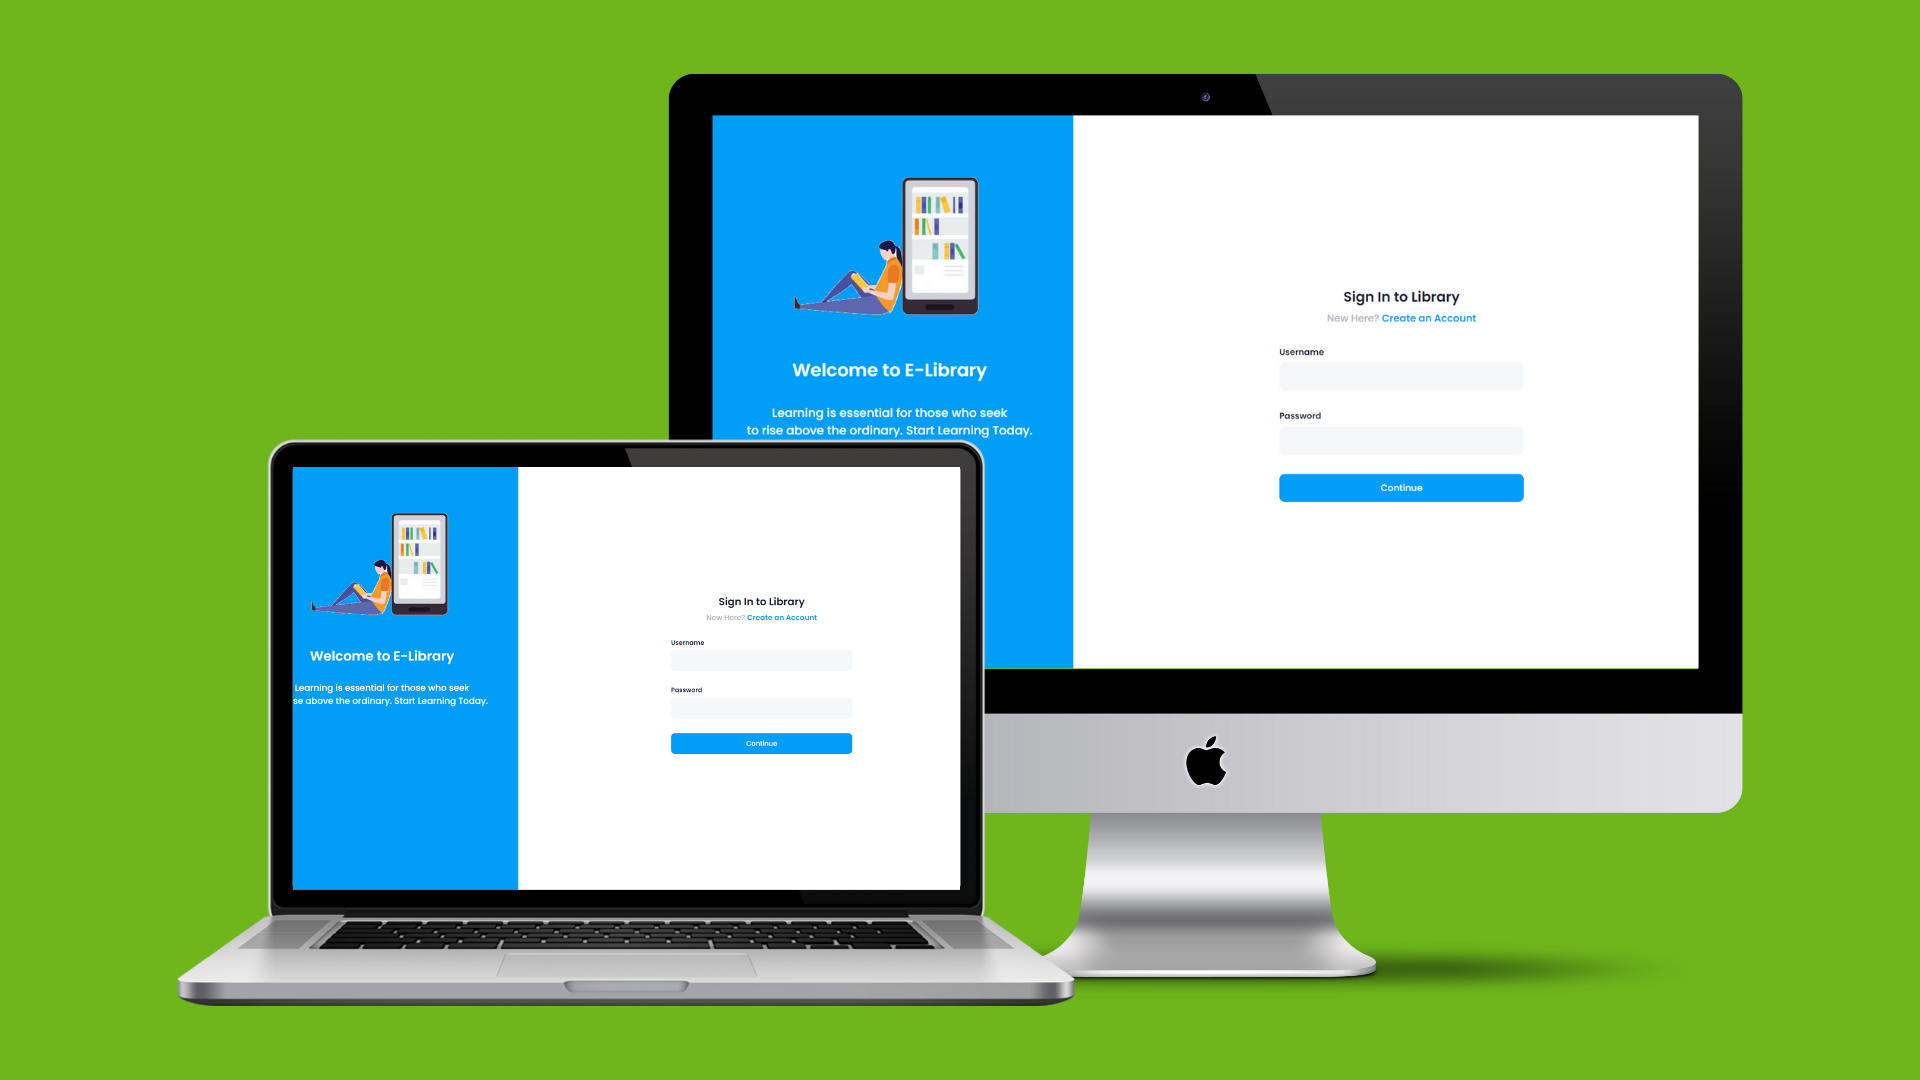 Welcome to E-Library
Learning is essential for those who seek
to rise above the ordinary. Start Learning Today.
Sign In to Library
New Here? Create an Account
Username
Password
Continue
Welcome to E-Library
Learning is essential for those who seek
se above the ordinary. Start Learning Today.
Sign In to Library
New Here? Create an Account
Username
Password
Continue